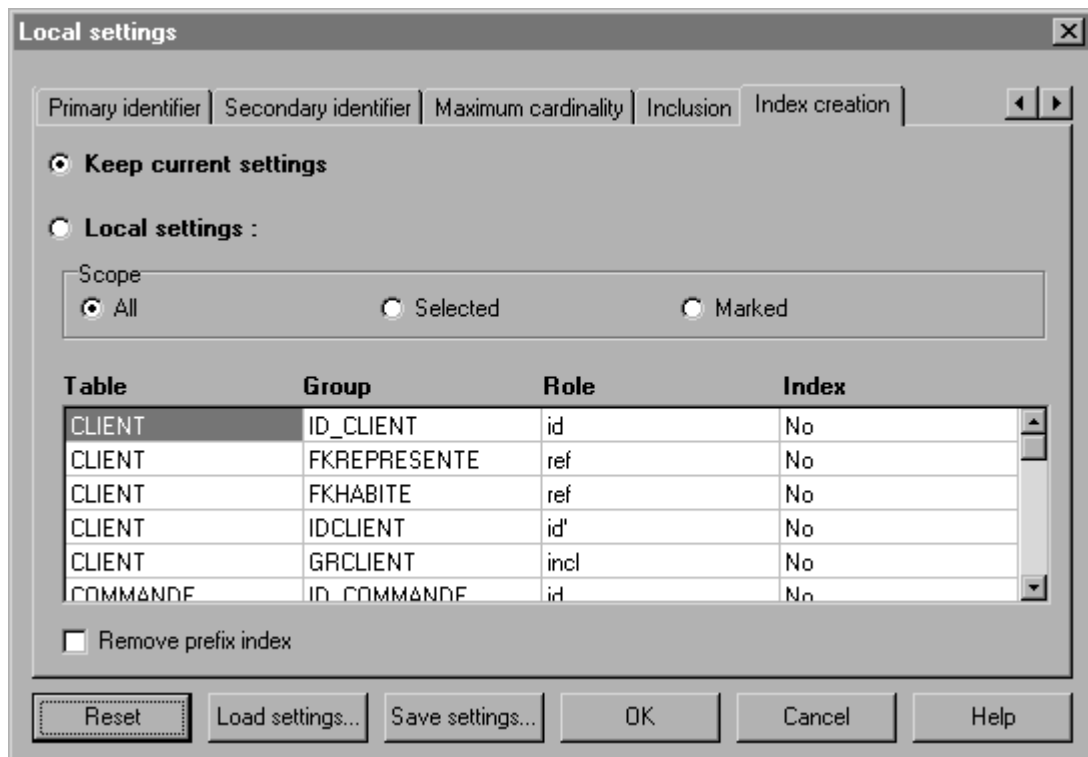 Local settings
Primary identifier Secondary identifier Maximum cardinality Inclusion Index creation
Keep current settings
Local settings :
Scope
All Selected Marked
Table Group Role Index
CLIENT ID_CLIENT id No
CLIENT FKREPRESENTE ref No
CLIENT FKHABITE ref No
CLIENT IDCLIENT id' No
CLIENT GRCLIENT incl No
COMMANDE ID_COMMANDE id No
Remove prefix index
Reset Load settings... Save settings... OK Cancel Help